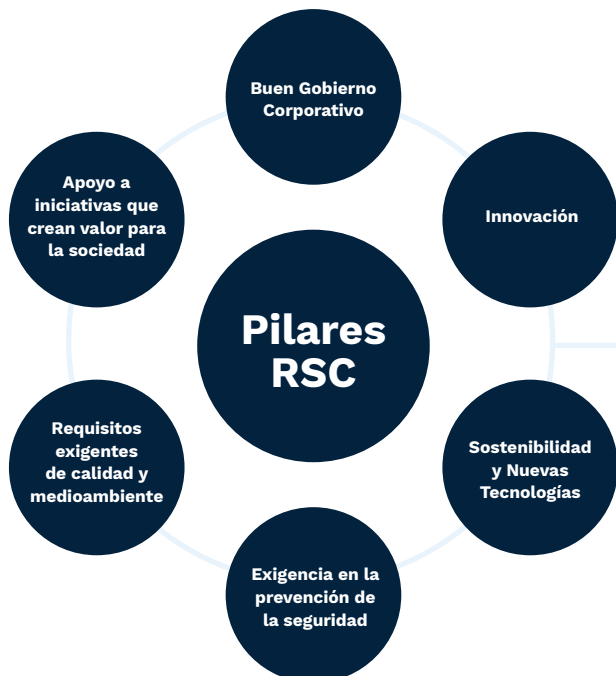 Buen Gobierno
Corporativo
Apoyo a
iniciativas que
crean valor para
la sociedad
Innovación
Pilares
RSC
Requisitos
exigentes
de calidad y
medioambiente
Sostenibilidad
y Nuevas
Tecnologías
Exigencia en la
prevención de
la seguridad